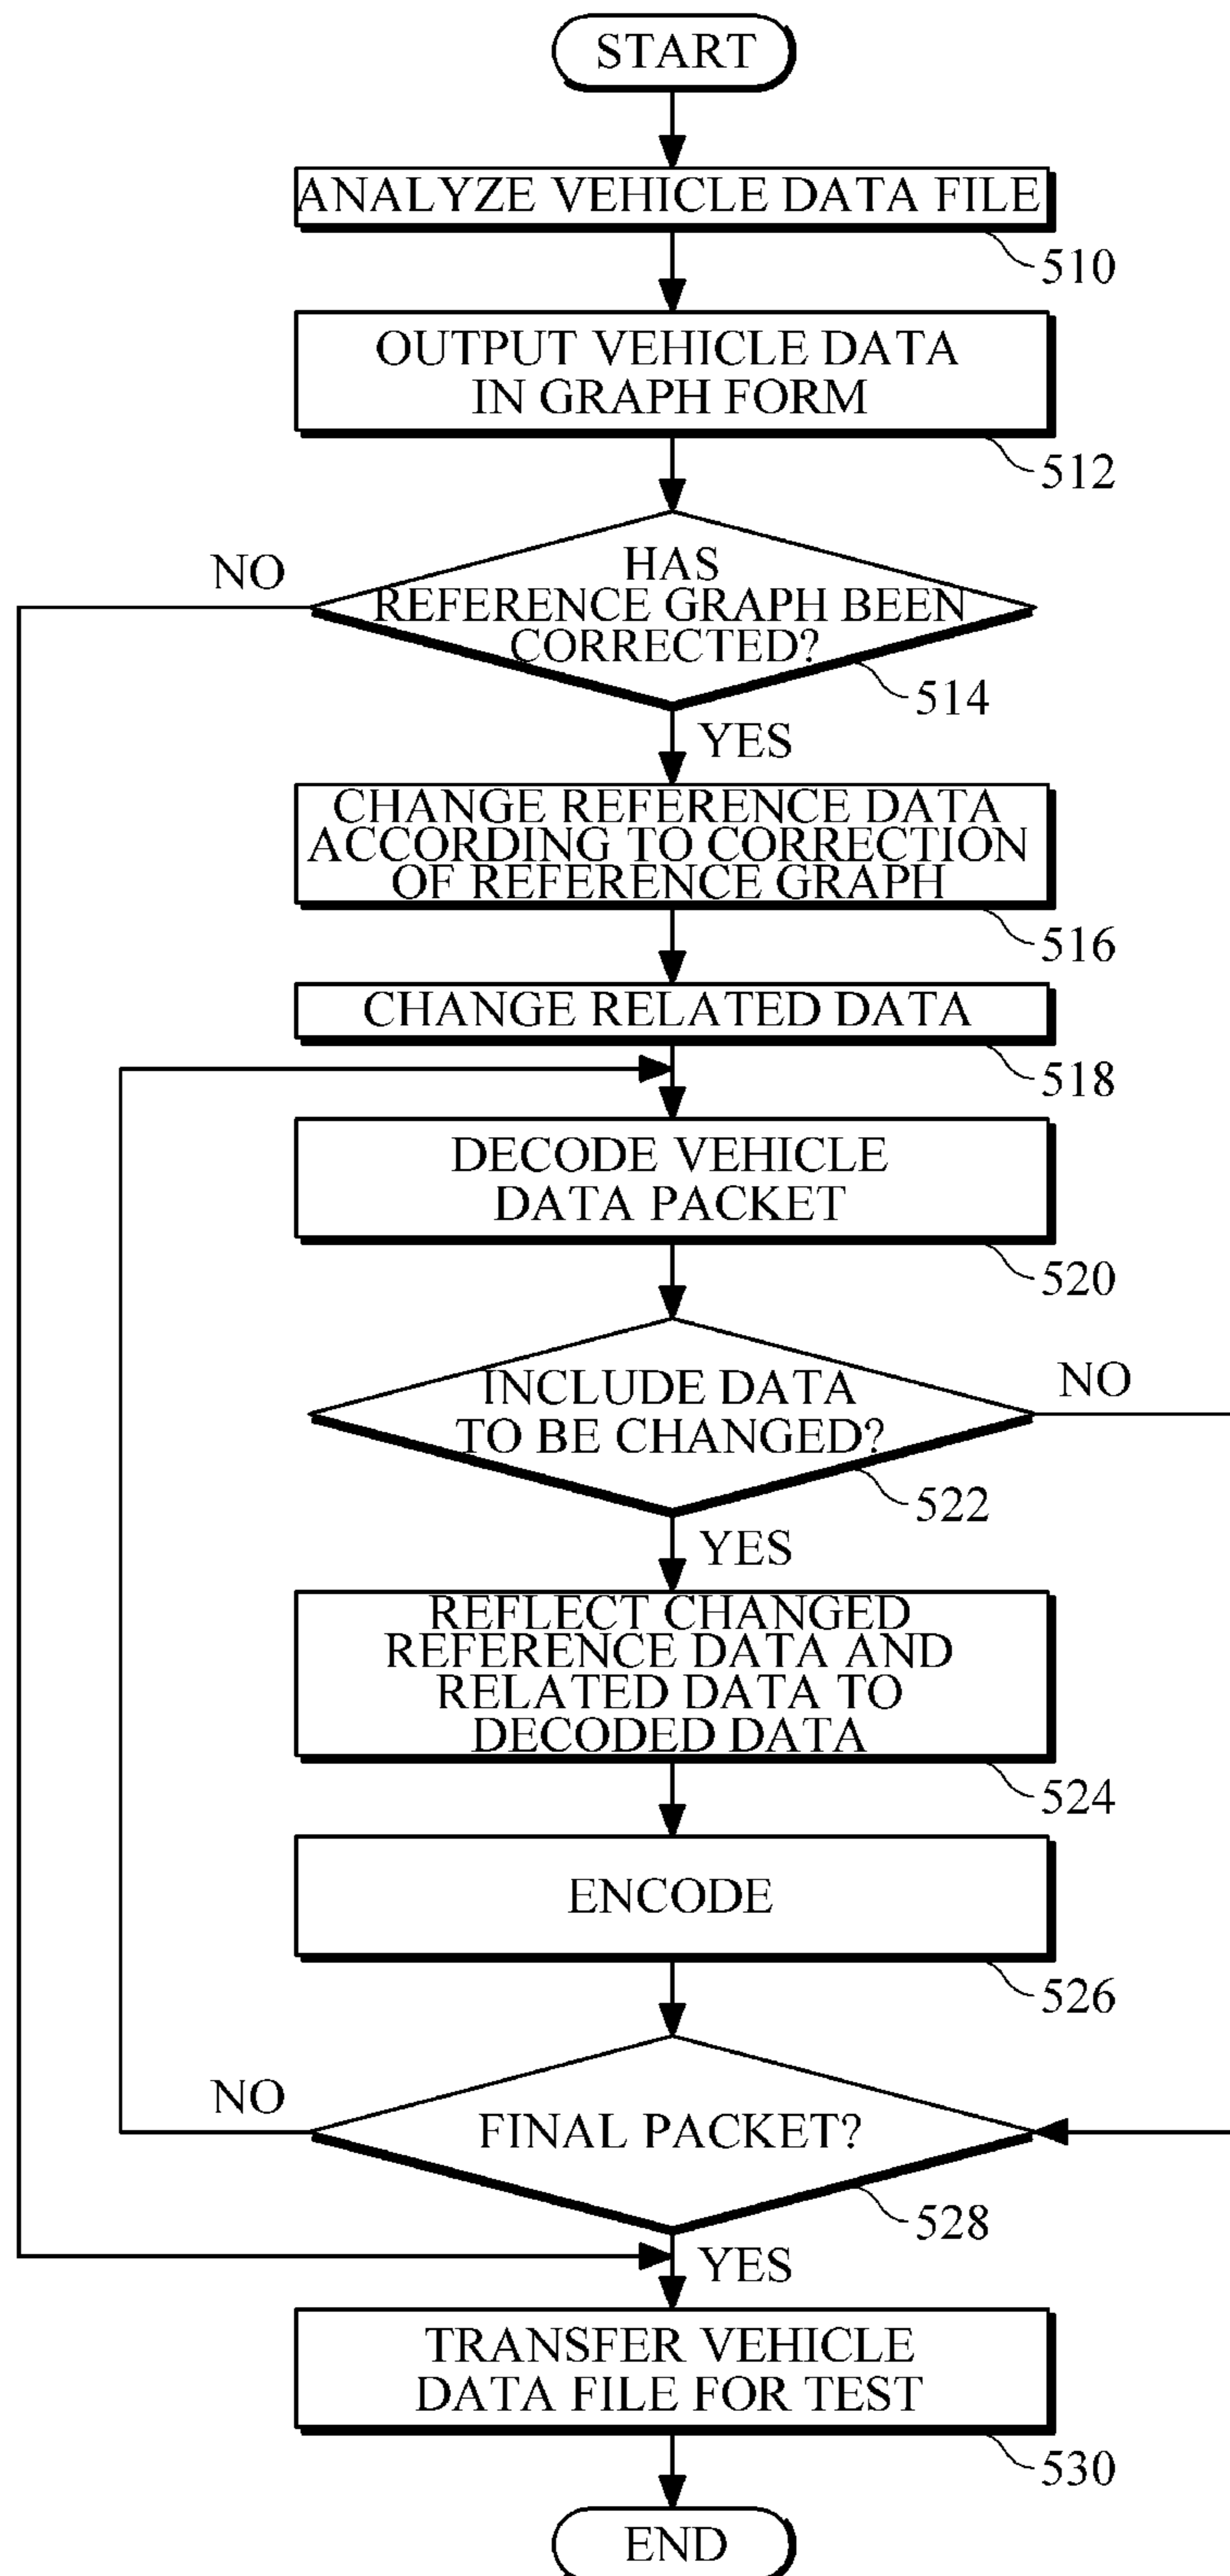 START
ANALYZE VEHICLE DATA FILE
510
OUTPUT VEHICLE DATA
IN GRAPH FORM
512
HAS
REFERENCE GRAPH BEEN
CORRECTED?
NO
514
YES
CHANGE REFERENCE DATA
ACCORDING TO CORRECTION
OF REFERENCE GRAPH
516
CHANGE RELATED DATA
518
DECODE VEHICLE
DATA PACKET
520
INCLUDE DATA
TO BE CHANGED?
NO
522
YES
REFLECT CHANGED
REFERENCE DATA AND
RELATED DATA TO
DECODED DATA
524
ENCODE
526
NO
FINAL PACKET?
528
YES
TRANSFER VEHICLE
DATA FILE FOR TEST
530
END